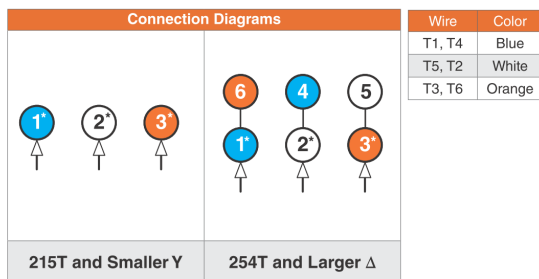 Connection Diagrams
1* 2* 3*
6 4 5
1* 2* 3*
215T and Smaller Y
254T and Larger Δ
Wire Color
T1, T4 Blue
T5, T2 White
T3, T6 Orange